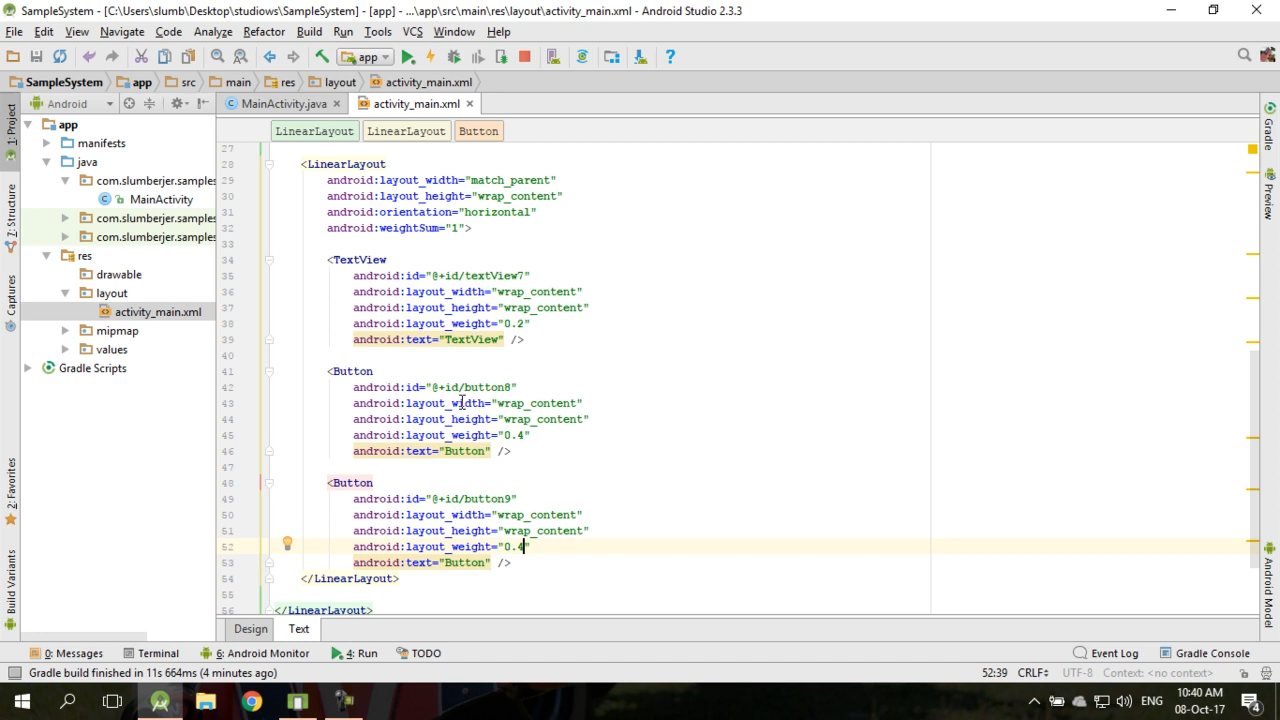 SampleSystem - [C:\Users\slumb\Desktop\studiows\SampleSystem] - [app] - ...\app\src\main\res\layout\activity_main.xml - Android Studio 2.3.3
File Edit View Navigate Code Analyze Refactor Build Run Tools VCS Window Help
app
SampleSystem app src main res layout activity_main.xml
Android MainActivity.java activity_main.xml
LinearLayout LinearLayout Button
1: Project
7: Structure
Captures
2: Favorites
Build Variants
app
manifests
java
com.slumberjer.samples
MainActivity
com.slumberjer.samples
com.slumberjer.samples
res
drawable
layout
activity_main.xml
mipmap
values
Gradle Scripts
27
28 <LinearLayout
29 android:layout_width="match_parent"
30 android:layout_height="wrap_content"
31 android:orientation="horizontal"
32 android:weightSum="1">
33
34 <TextView
35 android:id="@+id/textView7"
36 android:layout_width="wrap_content"
37 android:layout_height="wrap_content"
38 android:layout_weight="0.2"
39 android:text="TextView" />
40
41 <Button
42 android:id="@+id/button8"
43 android:layout_width="wrap_content"
44 android:layout_height="wrap_content"
45 android:layout_weight="0.4"
46 android:text="Button" />
47
48 <Button
49 android:id="@+id/button9"
50 android:layout_width="wrap_content"
51 android:layout_height="wrap_content"
52 android:layout_weight="0.4"
53 android:text="Button" />
54 </LinearLayout>
55
56 </LinearLayout>
Gradle
Preview
Android Model
Design Text
0: Messages Terminal 6: Android Monitor 4: Run TODO Event Log Gradle Console
Gradle build finished in 11s 664ms (4 minutes ago) 52:39 CRLF UTF-8 Context: <no context>
ENG 10:40 AM
08-Oct-17 4